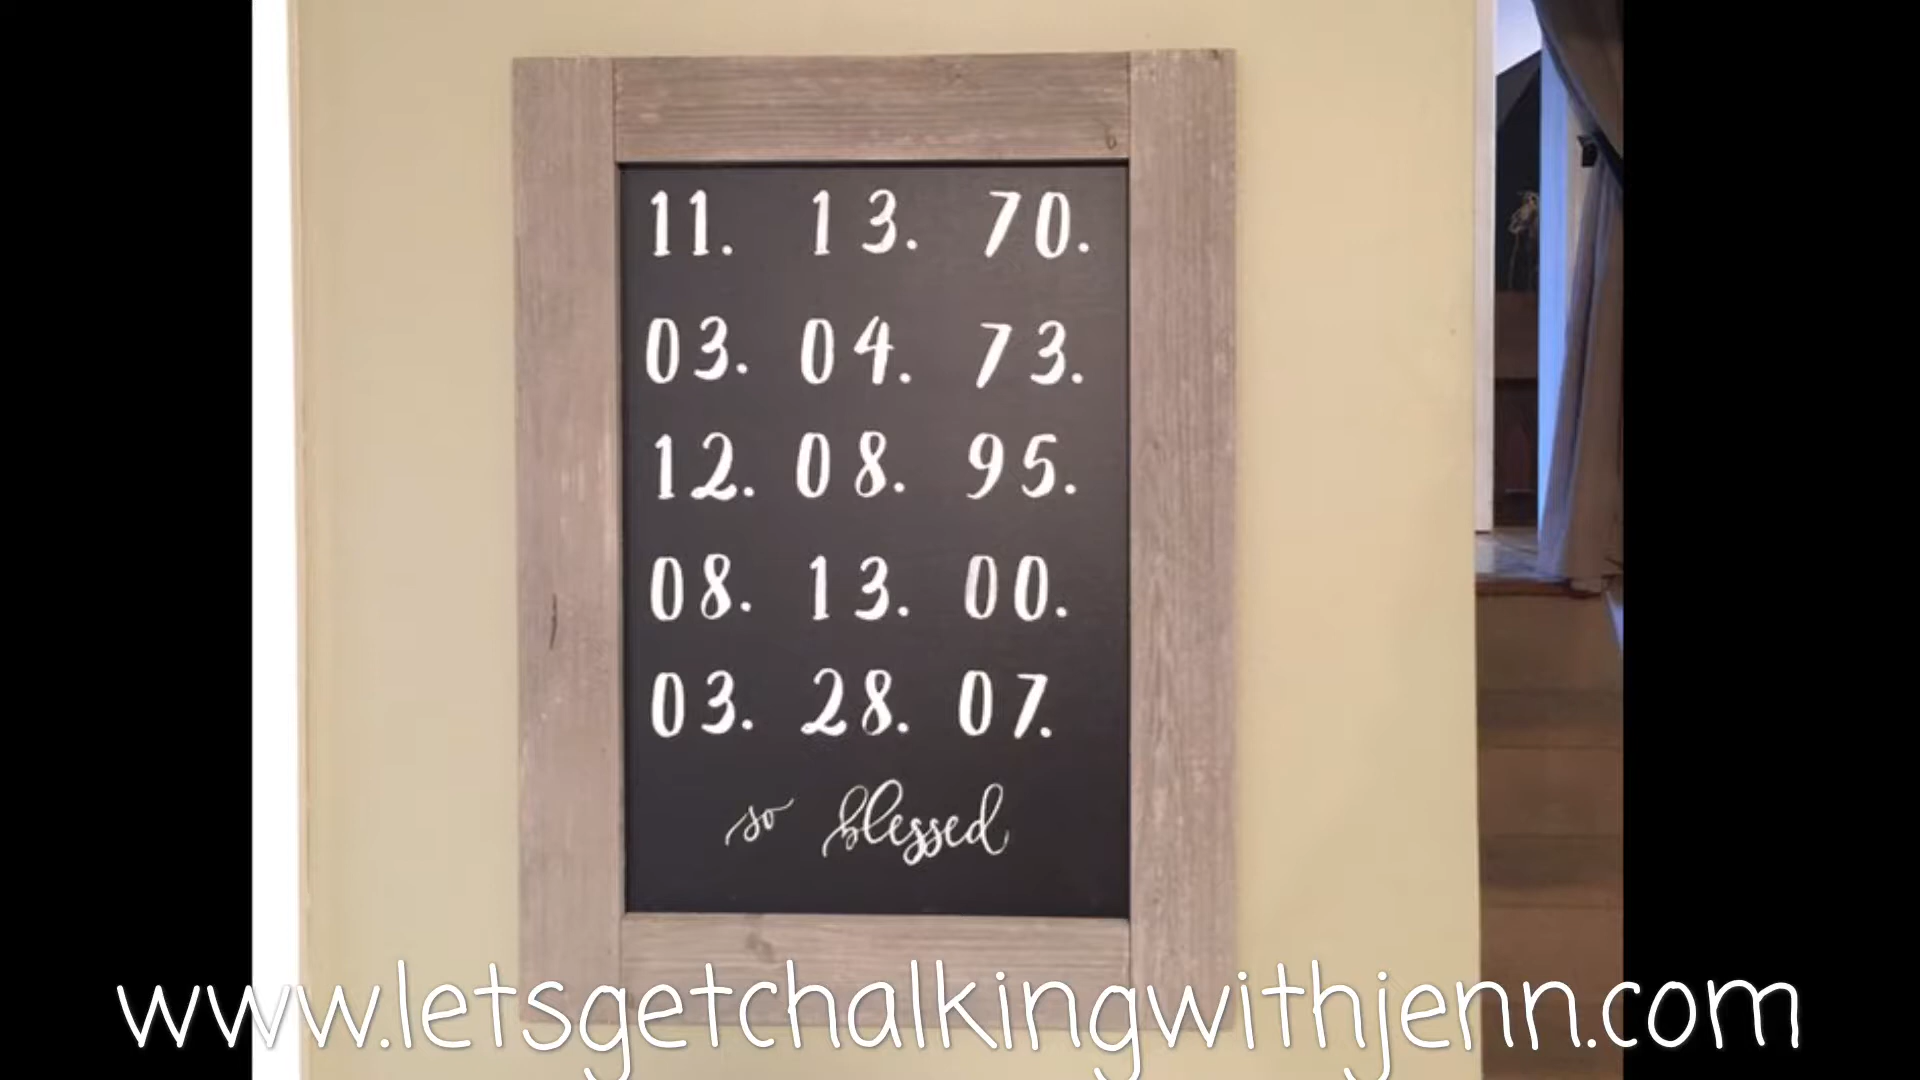 11. 13. 70.
03. 04. 73.
12. 08. 95.
08. 13. 00.
03. 28. 07.
so blessed
www.letsgetchalkingwithjenn.com